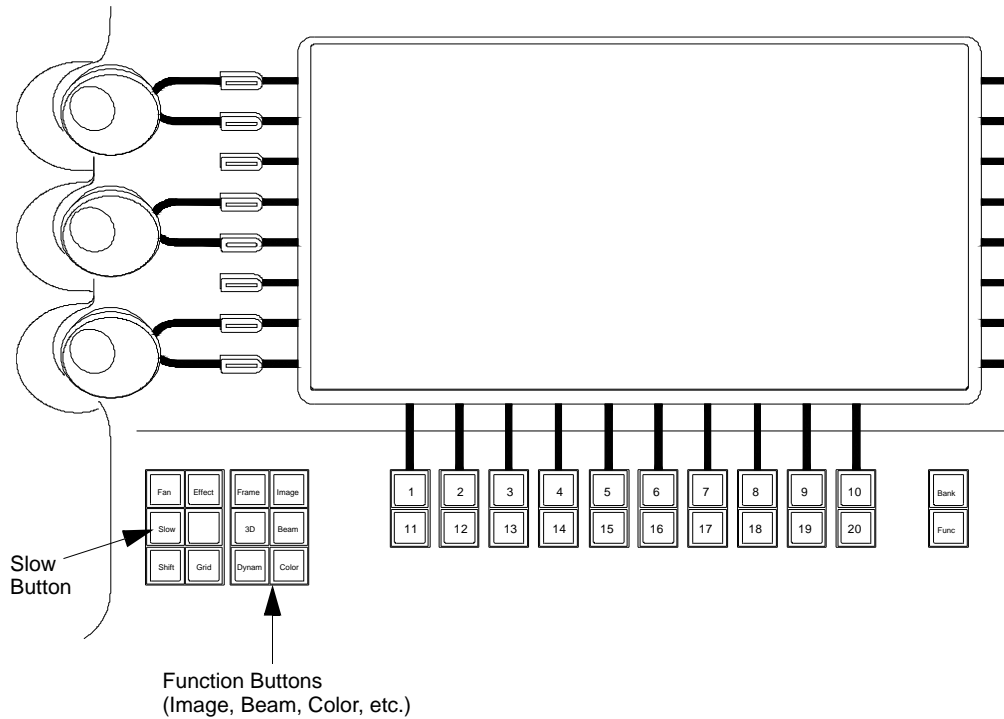 1 2 3 4 5 6 7 8 9 10
11 12 13 14 15 16 17 18 19 20
Fan Effect Frame Image
Slow 3D Beam
Shift Grid Dynam Color
Bank
Func
Slow
Button
Function Buttons
(Image, Beam, Color, etc.)